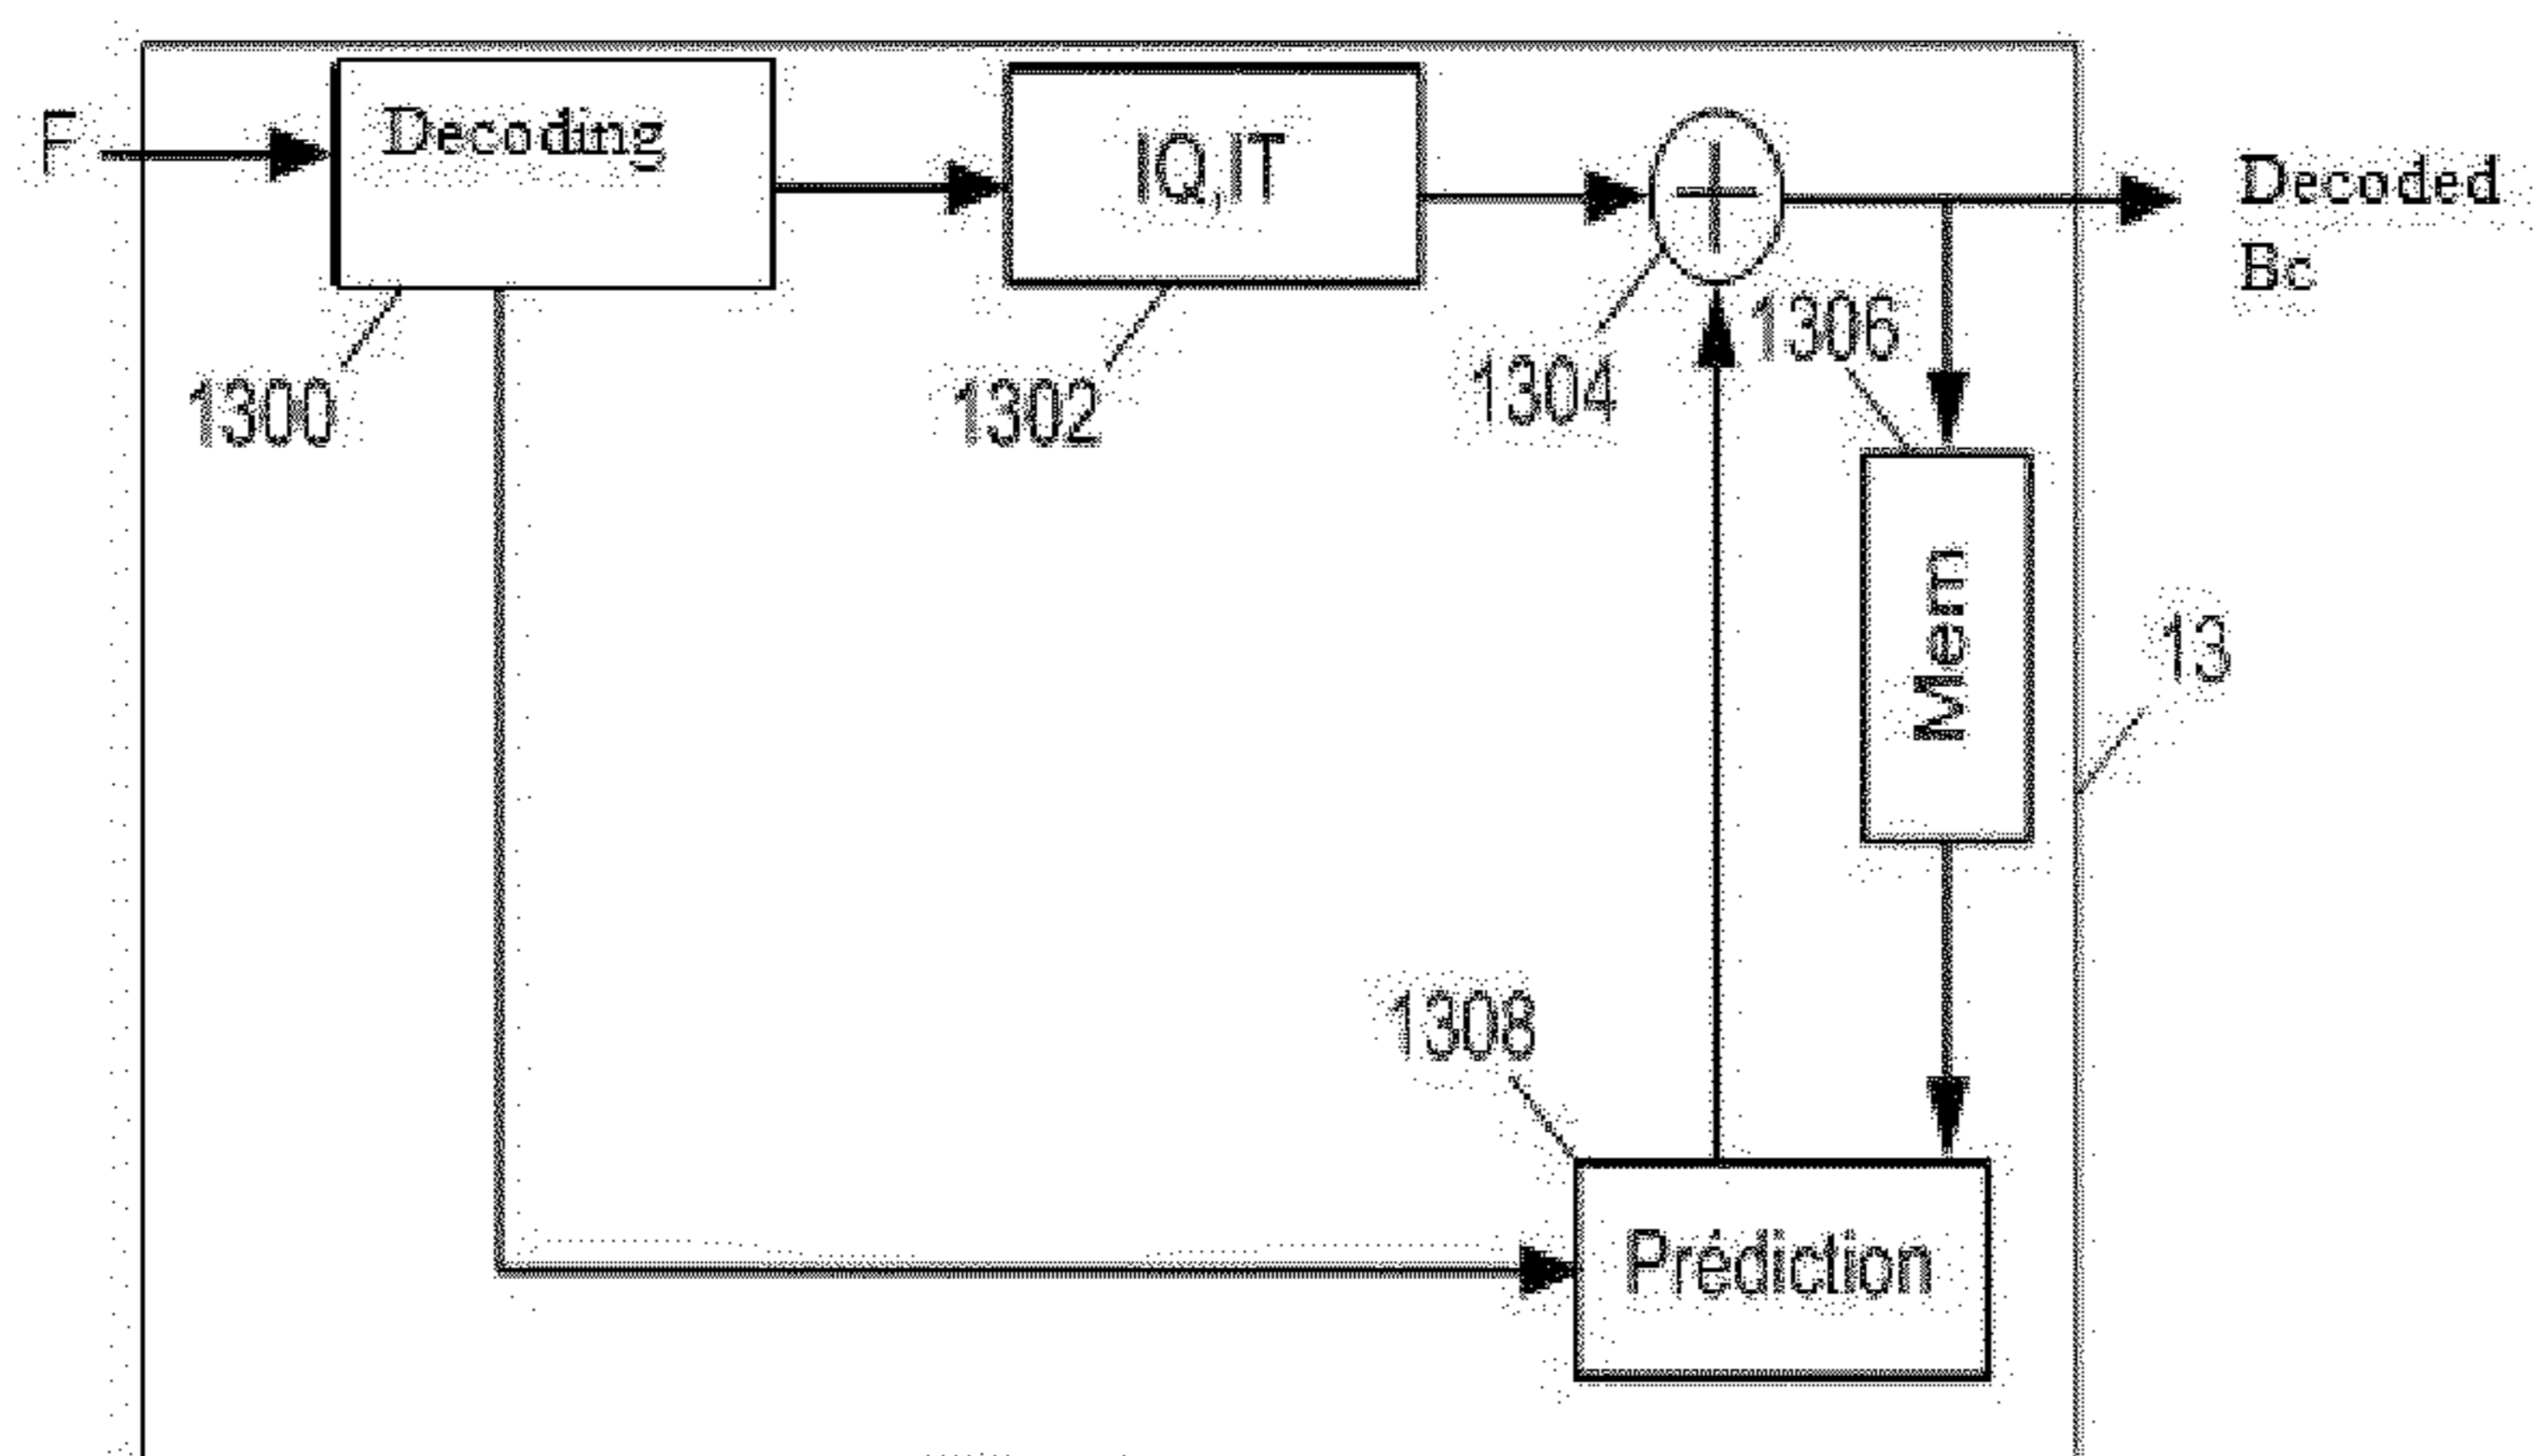 F
Decoding
IQ,IT
Decoded
Bc
1300
1302
1304
1306
Mem
13
1308
Prédiction